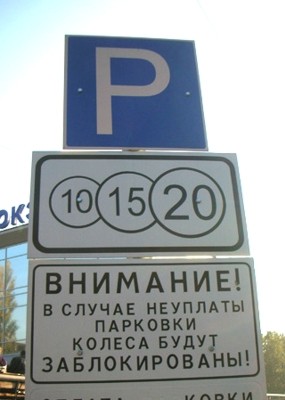 P
10 15 20
ВНИМАНИЕ!
В СЛУЧАЕ НЕУПЛАТЫ
ПАРКОВКИ
КОЛЕСА БУДУТ
ЗАБЛОКИРОВАНЫ!